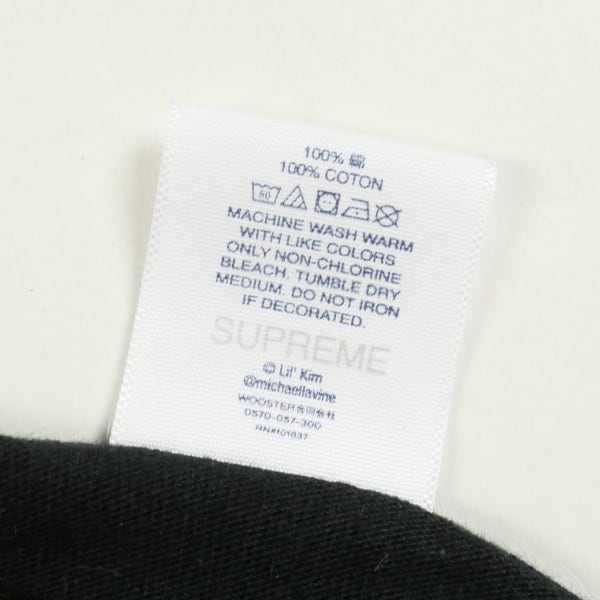 100% 綿
100% COTON
60
MACHINE WASH WARM
WITH LIKE COLORS
ONLY NON-CHLORINE
BLEACH. TUMBLE DRY
MEDIUM. DO NOT IRON
IF DECORATED.
SUPREME
© Lil' Kim
@michaellavine
WOOSTER合同会社
0570-057-300
RN#101837